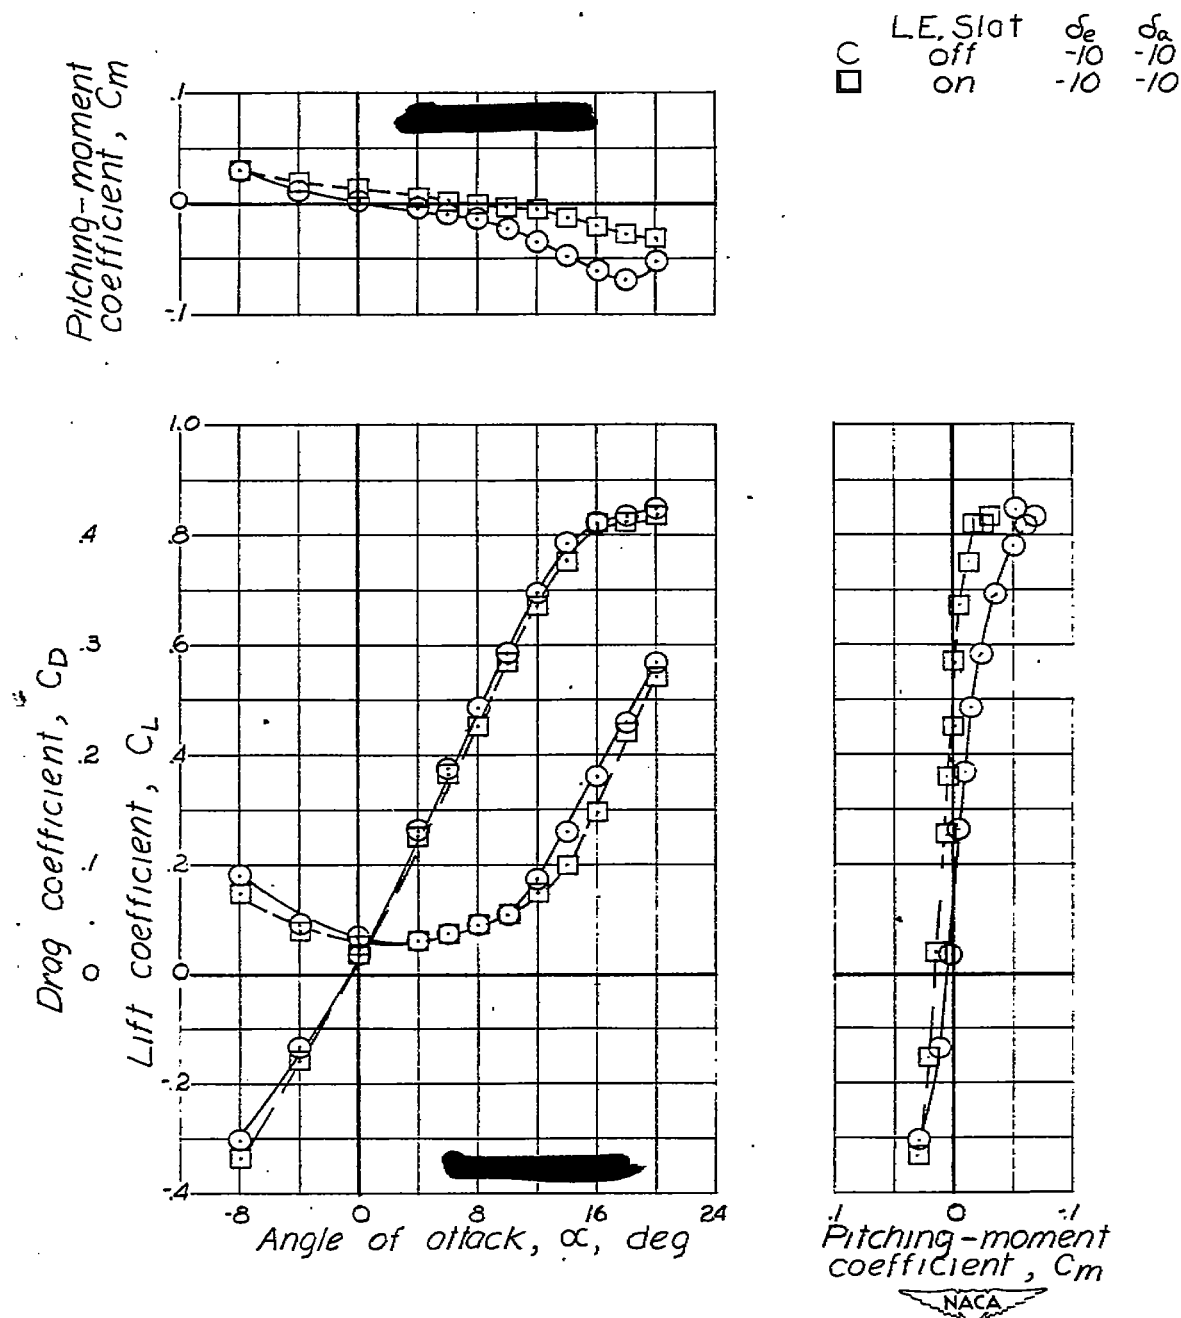 L.E. Slat δe δa
off -10 -10
on -10 -10
Pitching-moment
coefficient, Cm
.1
0
-.1
Drag coefficient, CD
.4
.3
.2
.1
0
Lift coefficient, CL
1.0
.8
.6
.4
.2
0
-.2
-.4
-8 0 8 16 24
Angle of attack, α, deg
.1 0 -.1
Pitching-moment
coefficient, Cm
NACA